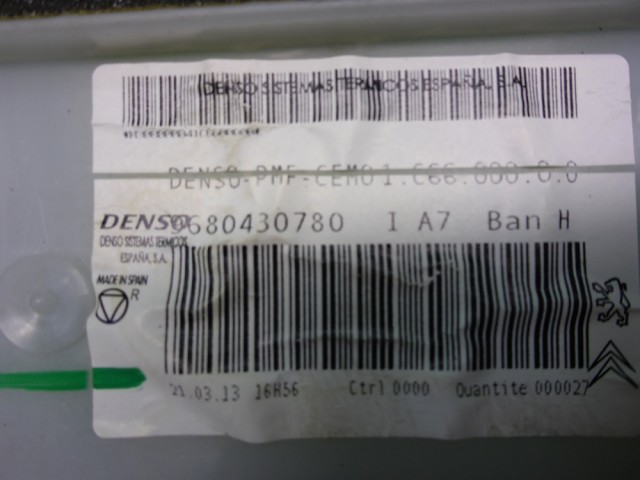 DENSO SISTEMAS TERMICOS ESPAÑA, S.A.
DENSO-PMF-CEM01.C66.000.0.0
DENSO 9680430780 I A7 Ban H
DENSO SISTEMAS TERMICOS
ESPAÑA, S.A.
MADE IN SPAIN
R
21.03.13 16H56 Ctrl 0000 Quantite 000027